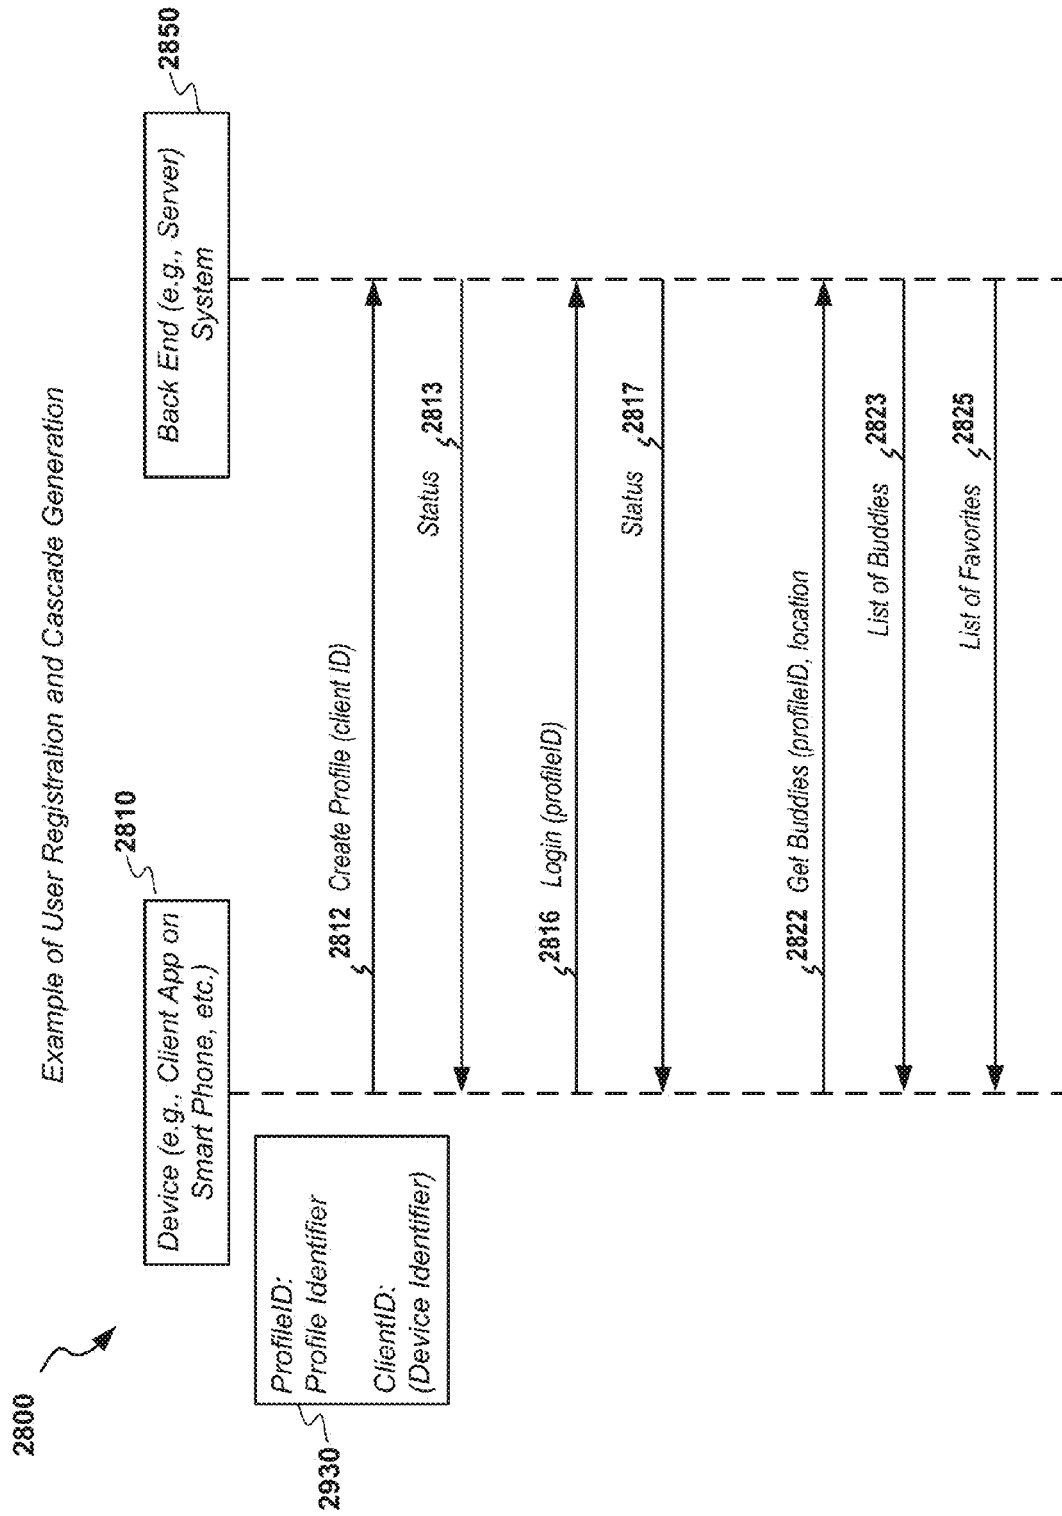 2800
Example of User Registration and Cascade Generation
2810
Device (e.g., Client App on
Smart Phone, etc.)
2850
Back End (e.g., Server)
System
ProfileID:
Profile Identifier
ClientID:
(Device Identifier)
2930
2812 Create Profile (client ID)
Status 2813
2816 Login (profileID)
Status 2817
2822 Get Buddies (profileID, location
List of Buddies 2823
List of Favorites 2825